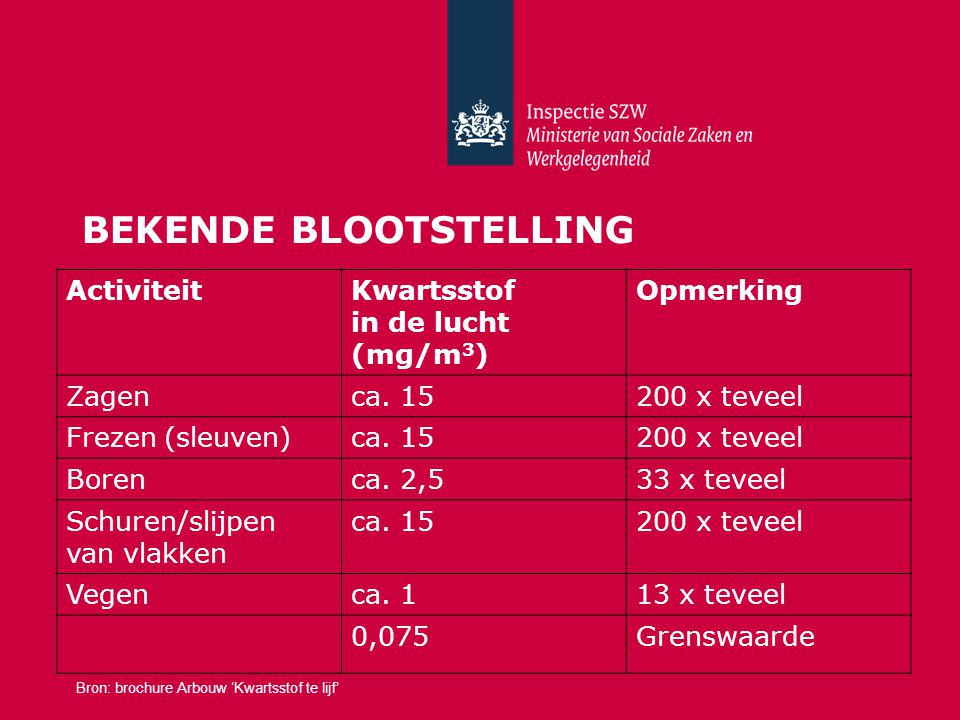 Inspectie SZW
Ministerie van Sociale Zaken en
Werkgelegenheid
BEKENDE BLOOTSTELLING
Activiteit Kwartsstof in de lucht (mg/m³) Opmerking
Zagen ca. 15 200 x teveel
Frezen (sleuven) ca. 15 200 x teveel
Boren ca. 2,5 33 x teveel
Schuren/slijpen van vlakken ca. 15 200 x teveel
Vegen ca. 1 13 x teveel
0,075 Grenswaarde
Bron: brochure Arbouw ‘Kwartsstof te lijf’